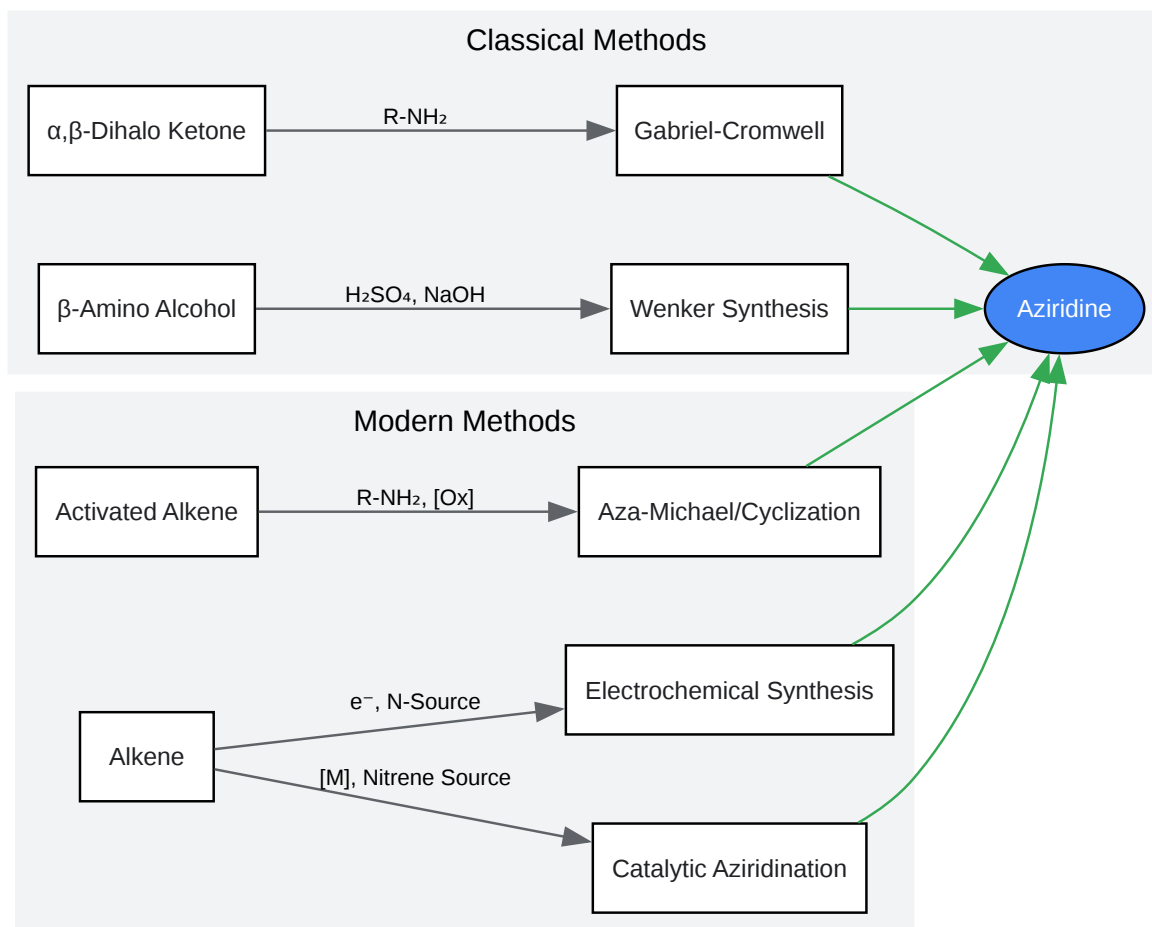 Classical Methods
α,β-Dihalo Ketone
R-NH₂
Gabriel-Cromwell
β-Amino Alcohol
H₂SO₄, NaOH
Wenker Synthesis
Aziridine
Modern Methods
Activated Alkene
R-NH₂, [Ox]
Aza-Michael/Cyclization
Alkene
e⁻, N-Source
Electrochemical Synthesis
[M], Nitrene Source
Catalytic Aziridination